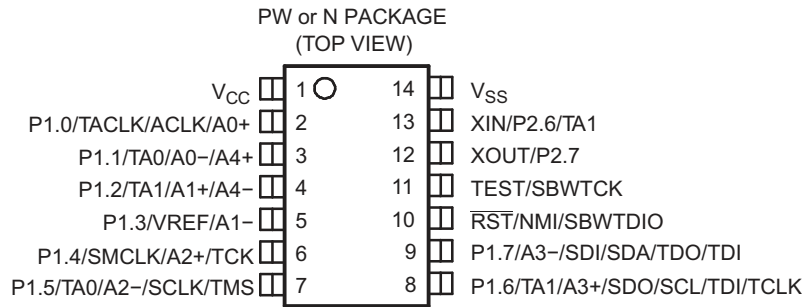 PW or N PACKAGE
(TOP VIEW)
VCC 1 14 VSS
P1.0/TACLK/ACLK/A0+ 2 13 XIN/P2.6/TA1
P1.1/TA0/A0−/A4+ 3 12 XOUT/P2.7
P1.2/TA1/A1+/A4− 4 11 TEST/SBWTCK
P1.3/VREF/A1− 5 10 R̅S̅T̅/NMI/SBWTDIO
P1.4/SMCLK/A2+/TCK 6 9 P1.7/A3−/SDI/SDA/TDO/TDI
P1.5/TA0/A2−/SCLK/TMS 7 8 P1.6/TA1/A3+/SDO/SCL/TDI/TCLK